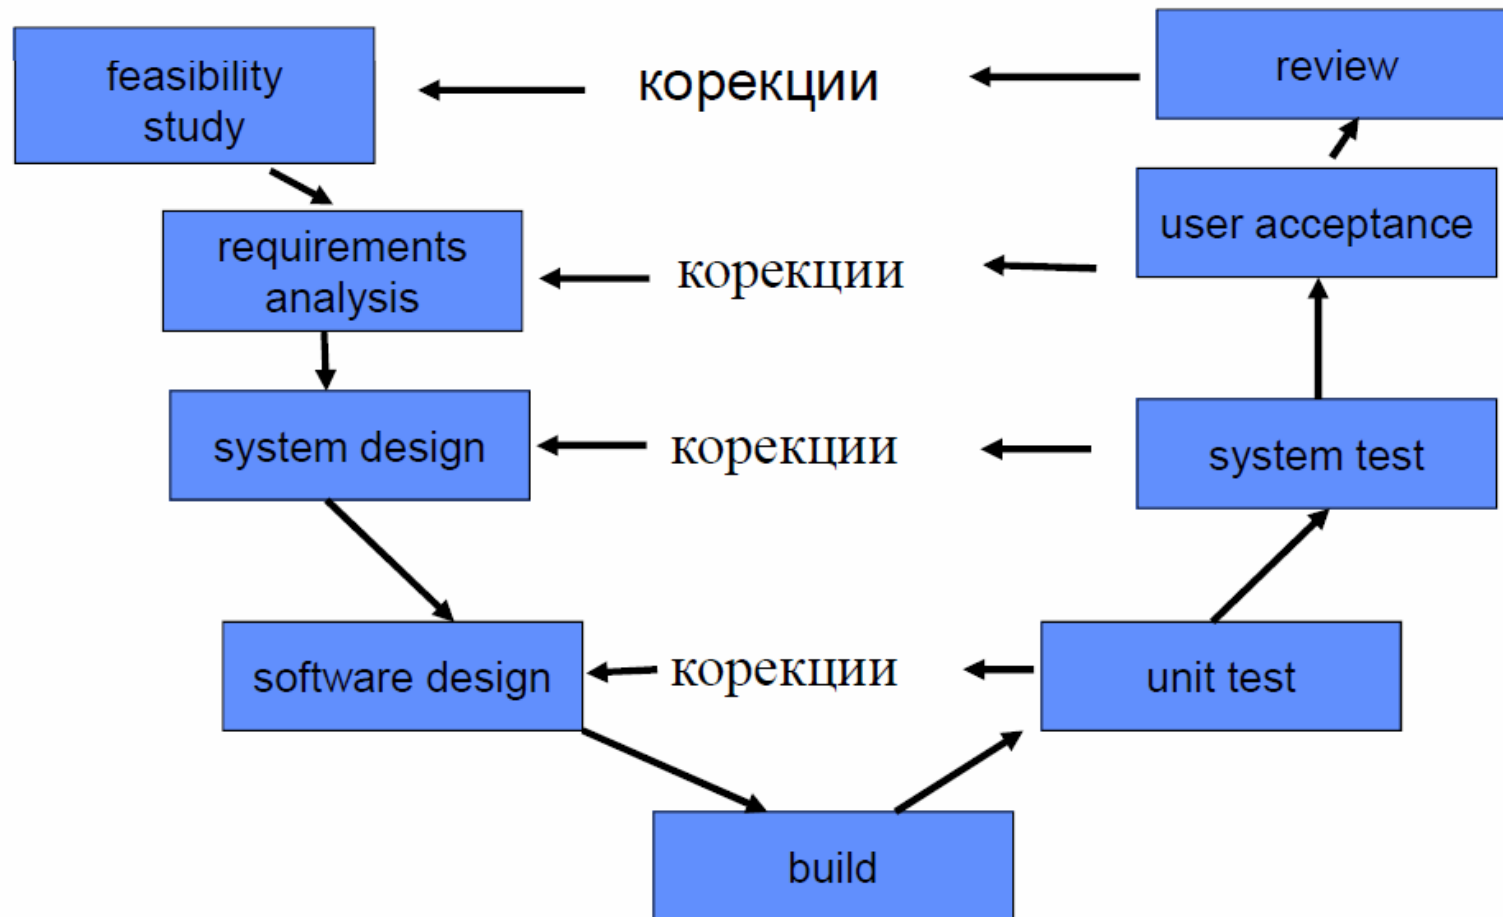 feasibility
study
корекции
review
requirements
analysis
корекции
user acceptance
system design
корекции
system test
software design
корекции
unit test
build